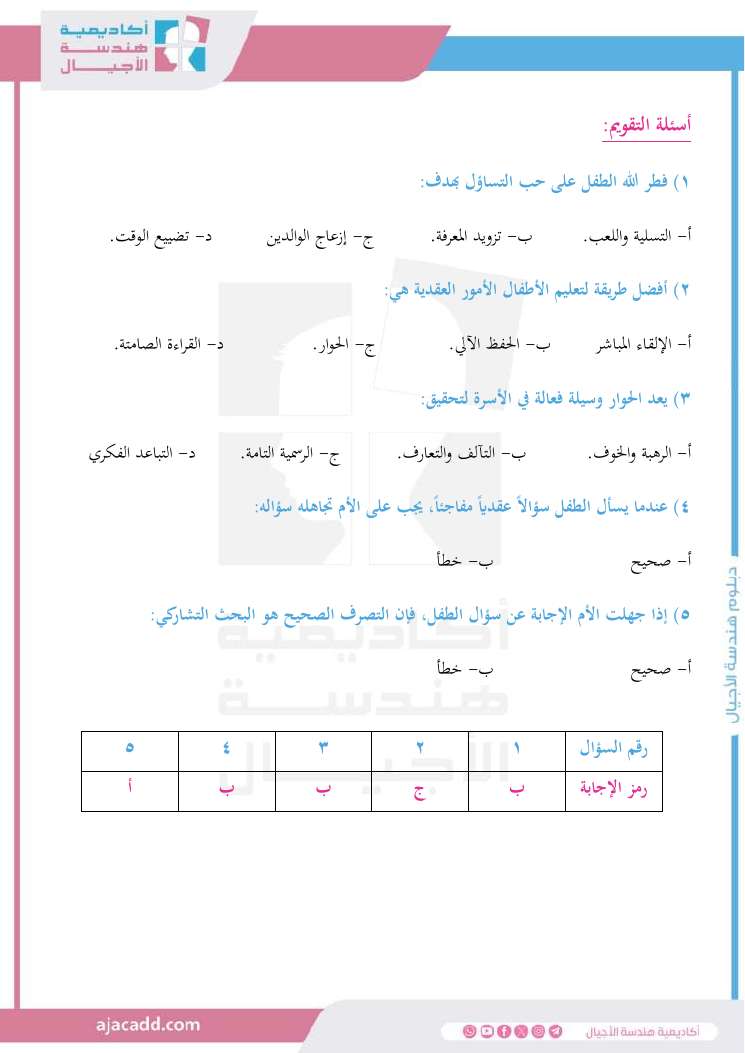 أكاديمية
هندسة
الأجيال
أسئلة التقويم:
١) فطر الله الطفل على حب التساؤل بهدف:
أ- التسلية واللعب. ب- تزويد المعرفة. ج- إزعاج الوالدين د- تضييع الوقت.
٢) أفضل طريقة لتعليم الأطفال الأمور العقدية هي:
أ- الإلقاء المباشر ب- الحفظ الآلي. ج- الحوار. د- القراءة الصامتة.
٣) يعد الحوار وسيلة فعالة في الأسرة لتحقيق:
أ- الرهبة والخوف. ب- التآلف والتعارف. ج- الرسمية التامة. د- التباعد الفكري
٤) عندما يسأل الطفل سؤالاً عقدياً مفاجئاً، يجب على الأم تجاهله سؤاله:
أ- صحيح ب- خطأ
٥) إذا جهلت الأم الإجابة عن سؤال الطفل، فإن التصرف الصحيح هو البحث التشاركي:
أ- صحيح ب- خطأ
أكاديمية
هندسة
الأجيال
رقم السؤال ١ ٢ ٣ ٤ ٥
رمز الإجابة ب ج ب ب أ
دبلوم هندسة الأجيال
أكاديمية هندسة الأجيال
ajacadd.com